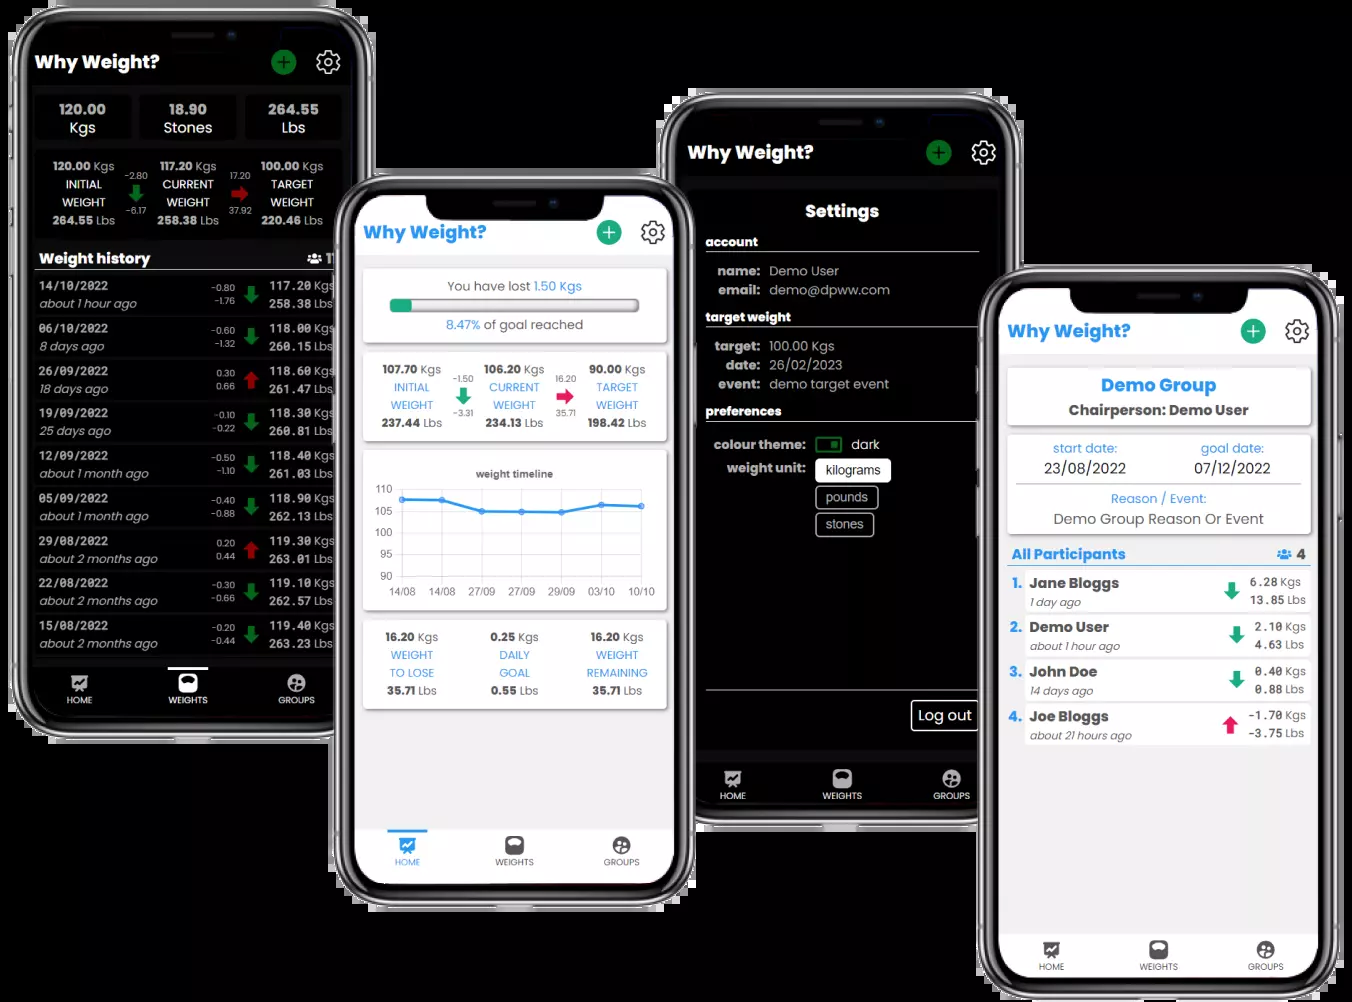 Why Weight?
120.00 18.90 264.55
Kgs Stones Lbs
120.00 Kgs 117.20 Kgs 100.00 Kgs
-2.80 17.20
INITIAL CURRENT TARGET
WEIGHT WEIGHT WEIGHT
-6.17 37.92
264.55 Lbs 258.38 Lbs 220.46 Lbs
Weight history
14/10/2022 -0.80 117.20 Kgs
about 1 hour ago -1.76 258.38 Lbs
06/10/2022 -0.60 118.00 Kgs
8 days ago -1.32 260.15 Lbs
26/09/2022 0.30 118.60 Kgs
18 days ago 0.66 261.47 Lbs
19/09/2022 -0.10 118.30 Kgs
25 days ago -0.22 260.81 Lbs
12/09/2022 -0.50 118.40 Kgs
about 1 month ago -1.10 261.03 Lbs
05/09/2022 -0.40 118.90 Kgs
about 1 month ago -0.88 262.13 Lbs
29/08/2022 0.20 119.30 Kgs
about 2 months ago 0.44 263.01 Lbs
22/08/2022 -0.30 119.10 Kgs
about 2 months ago -0.66 262.57 Lbs
15/08/2022 -0.20 119.40 Kgs
about 2 months ago -0.44 263.23 Lbs
HOME WEIGHTS GROUPS
Why Weight?
You have lost 1.50 Kgs
8.47% of goal reached
107.70 Kgs 106.20 Kgs 90.00 Kgs
-1.50 16.20
INITIAL CURRENT TARGET
WEIGHT WEIGHT WEIGHT
-3.31 35.71
237.44 Lbs 234.13 Lbs 198.42 Lbs
weight timeline
110
105
100
95
90
14/08 14/08 27/09 27/09 29/09 03/10 10/10
16.20 Kgs 0.25 Kgs 16.20 Kgs
WEIGHT DAILY WEIGHT
TO LOSE GOAL REMAINING
35.71 Lbs 0.55 Lbs 35.71 Lbs
HOME WEIGHTS GROUPS
Why Weight?
Settings
account
name: Demo User
email: demo@dpww.com
target weight
target: 100.00 Kgs
date: 26/02/2023
event: demo target event
preferences
colour theme: dark
weight unit: kilograms
pounds
stones
Log out
HOME WEIGHTS GROUPS
Why Weight?
Demo Group
Chairperson: Demo User
start date: goal date:
23/08/2022 07/12/2022
Reason / Event:
Demo Group Reason Or Event
All Participants 4
1. Jane Bloggs 6.28 Kgs
1 day ago 13.85 Lbs
2. Demo User 2.10 Kgs
about 1 hour ago 4.63 Lbs
3. John Doe 0.40 Kgs
14 days ago 0.88 Lbs
4. Joe Bloggs -1.70 Kgs
about 21 hours ago -3.75 Lbs
HOME WEIGHTS GROUPS